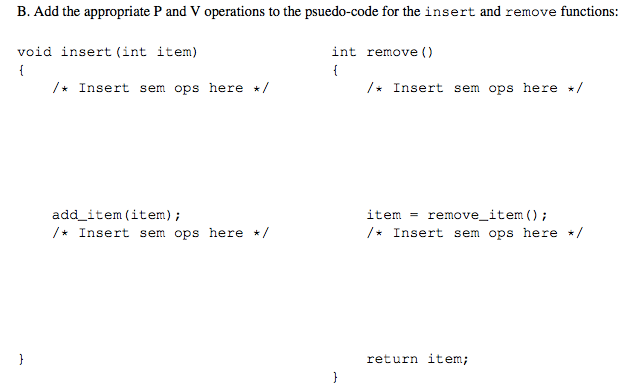 B. Add the appropriate P and V operations to the psuedo-code for the insert and remove functions:
void insert(int item)
{
/* Insert sem ops here */
add_item(item);
/* Insert sem ops here */
}
int remove()
{
/* Insert sem ops here */
item = remove_item();
/* Insert sem ops here */
return item;
}